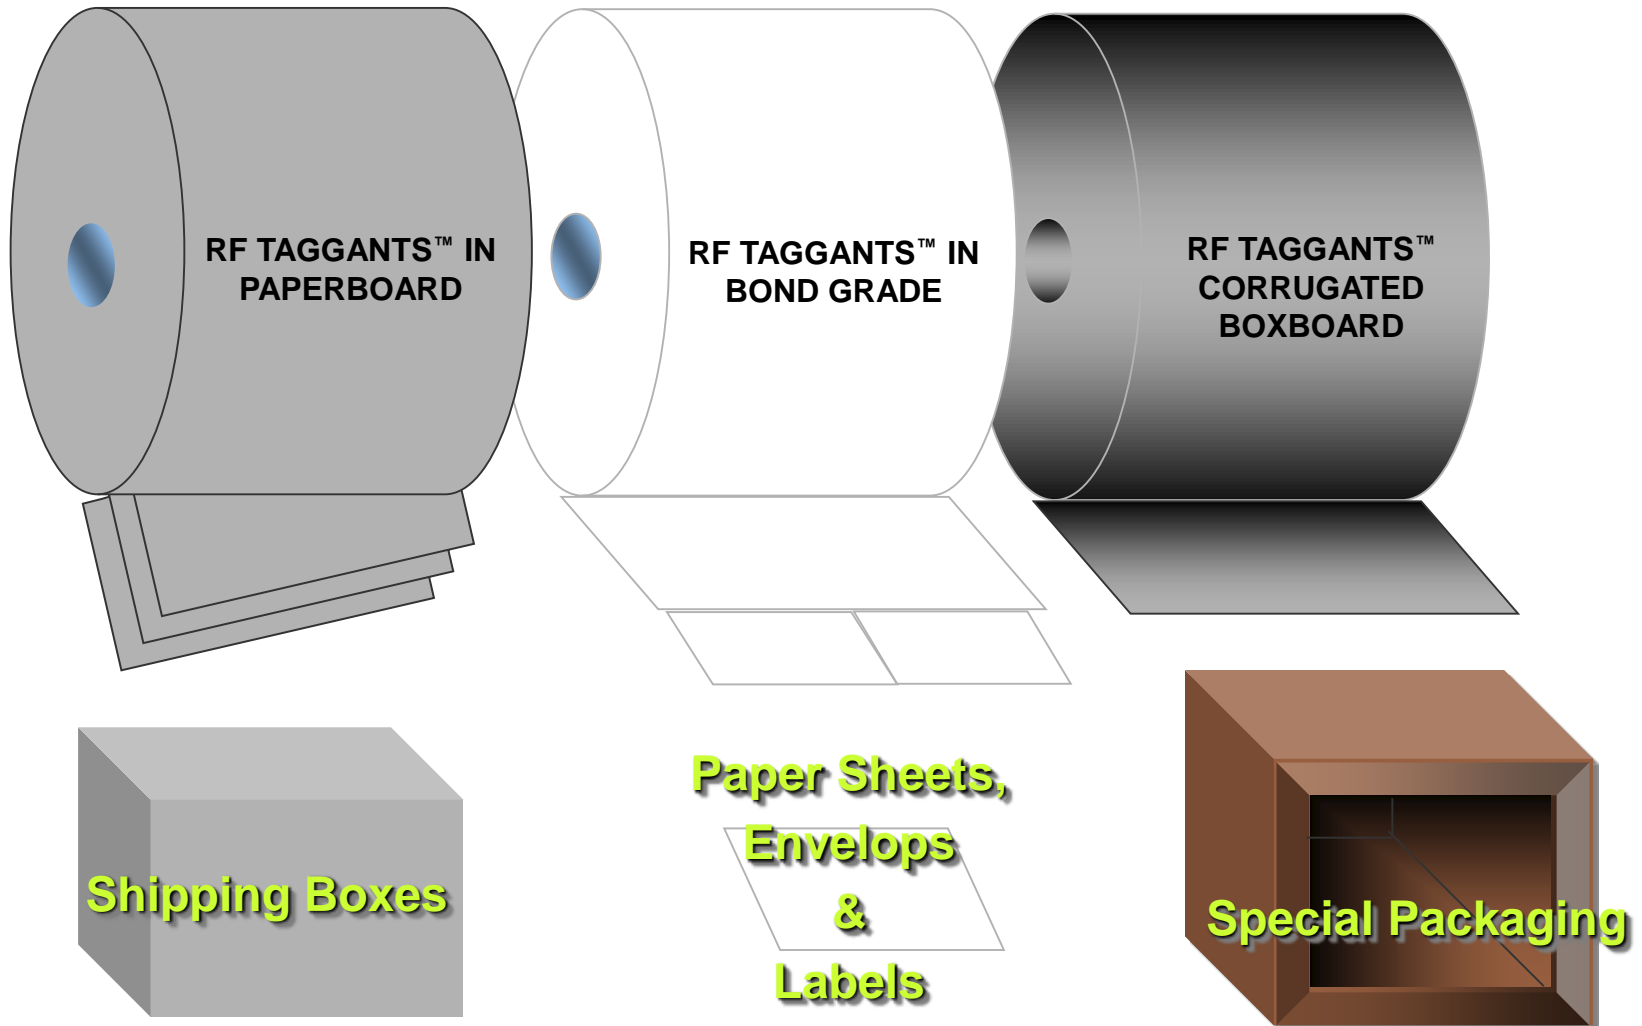 RF TAGGANTS™ IN
PAPERBOARD
RF TAGGANTS™ IN
BOND GRADE
RF TAGGANTS™
CORRUGATED
BOXBOARD
Shipping Boxes
Paper Sheets,
Envelops
&
Labels
Special Packaging